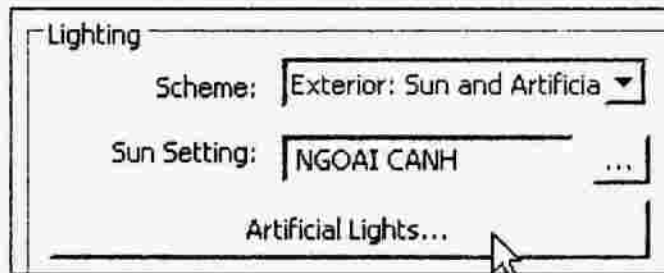 Lighting
Scheme: Exterior: Sun and Artificia
Sun Setting: NGOAI CANH ...
Artificial Lights...